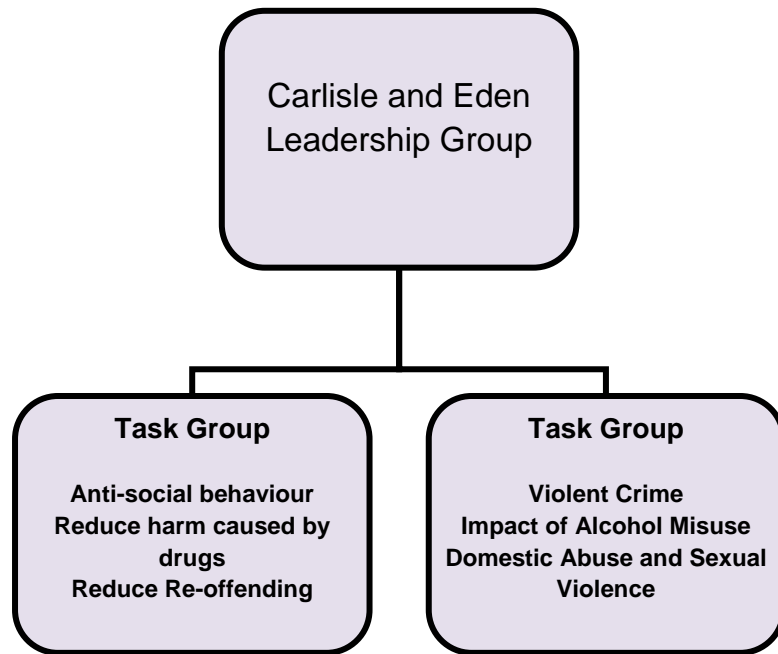 Carlisle and Eden
Leadership Group
Task Group
Anti-social behaviour
Reduce harm caused by
drugs
Reduce Re-offending
Task Group
Violent Crime
Impact of Alcohol Misuse
Domestic Abuse and Sexual
Violence